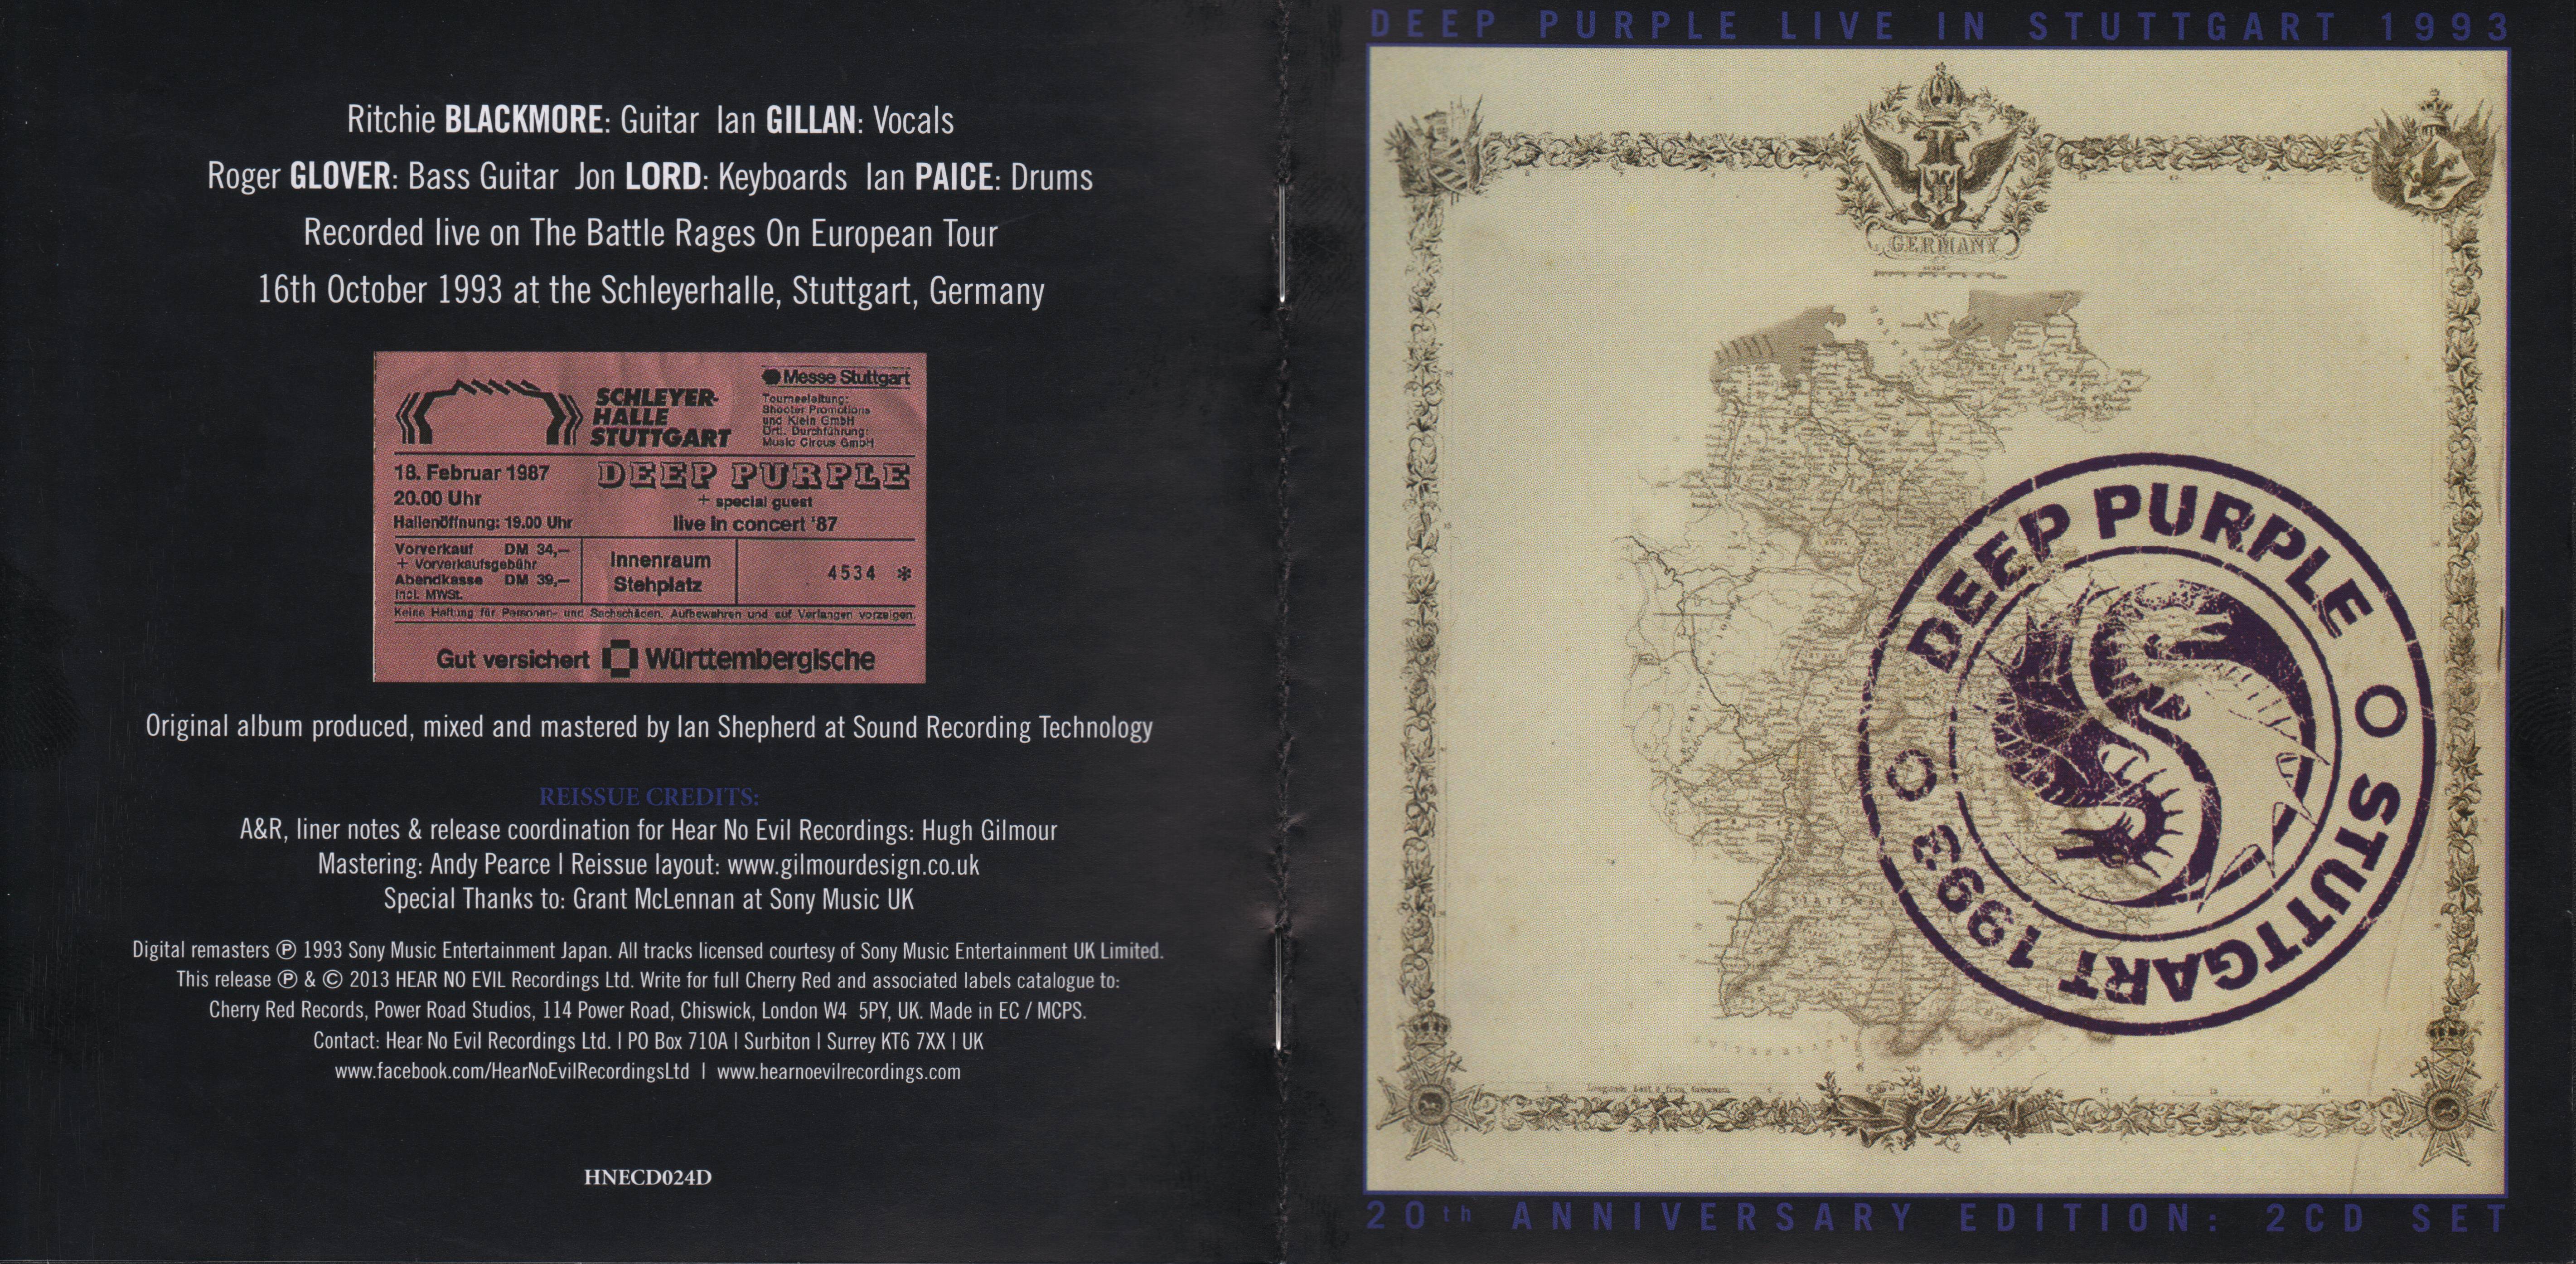 Ritchie BLACKMORE: Guitar Ian GILLAN: Vocals
Roger GLOVER: Bass Guitar Jon LORD: Keyboards Ian PAICE: Drums
Recorded live on The Battle Rages On European Tour
16th October 1993 at the Schleyerhalle, Stuttgart, Germany
Messe Stuttgart
SCHLEYER-
HALLE
STUTTGART
Tourneeleitung:
Shooter Promotions
und Klein GmbH
Örtl. Durchführung:
Music Circus GmbH
18. Februar 1987
20.00 Uhr
Hallenöffnung: 19.00 Uhr
DEEP PURPLE
+ special guest
live in concert '87
Vorverkauf DM 34,–
+ Vorverkaufsgebühr
Abendkasse DM 39,–
incl. MWSt.
Innenraum
Stehplatz
4534 *
Keine Haftung für Personen- und Sachschäden. Aufbewahren und auf Verlangen vorzeigen.
Gut versichert Württembergische
Original album produced, mixed and mastered by Ian Shepherd at Sound Recording Technology
REISSUE CREDITS:
A&R, liner notes & release coordination for Hear No Evil Recordings: Hugh Gilmour
Mastering: Andy Pearce | Reissue layout: www.gilmourdesign.co.uk
Special Thanks to: Grant McLennan at Sony Music UK
Digital remasters ℗ 1993 Sony Music Entertainment Japan. All tracks licensed courtesy of Sony Music Entertainment UK Limited.
This release ℗ & © 2013 HEAR NO EVIL Recordings Ltd. Write for full Cherry Red and associated labels catalogue to:
Cherry Red Records, Power Road Studios, 114 Power Road, Chiswick, London W4 5PY, UK. Made in EC / MCPS.
Contact: Hear No Evil Recordings Ltd. | PO Box 710A | Surbiton | Surrey KT6 7XX | UK
www.facebook.com/HearNoEvilRecordingsLtd | www.hearnoevilrecordings.com
HNECD024D
DEEP PURPLE LIVE IN STUTTGART 1993
GERMANY
SCALE
DEEP PURPLE O STUTTGART 1993 O
SWITZERLAND
Longitude East from Greenwich
20th ANNIVERSARY EDITION: 2CD SET